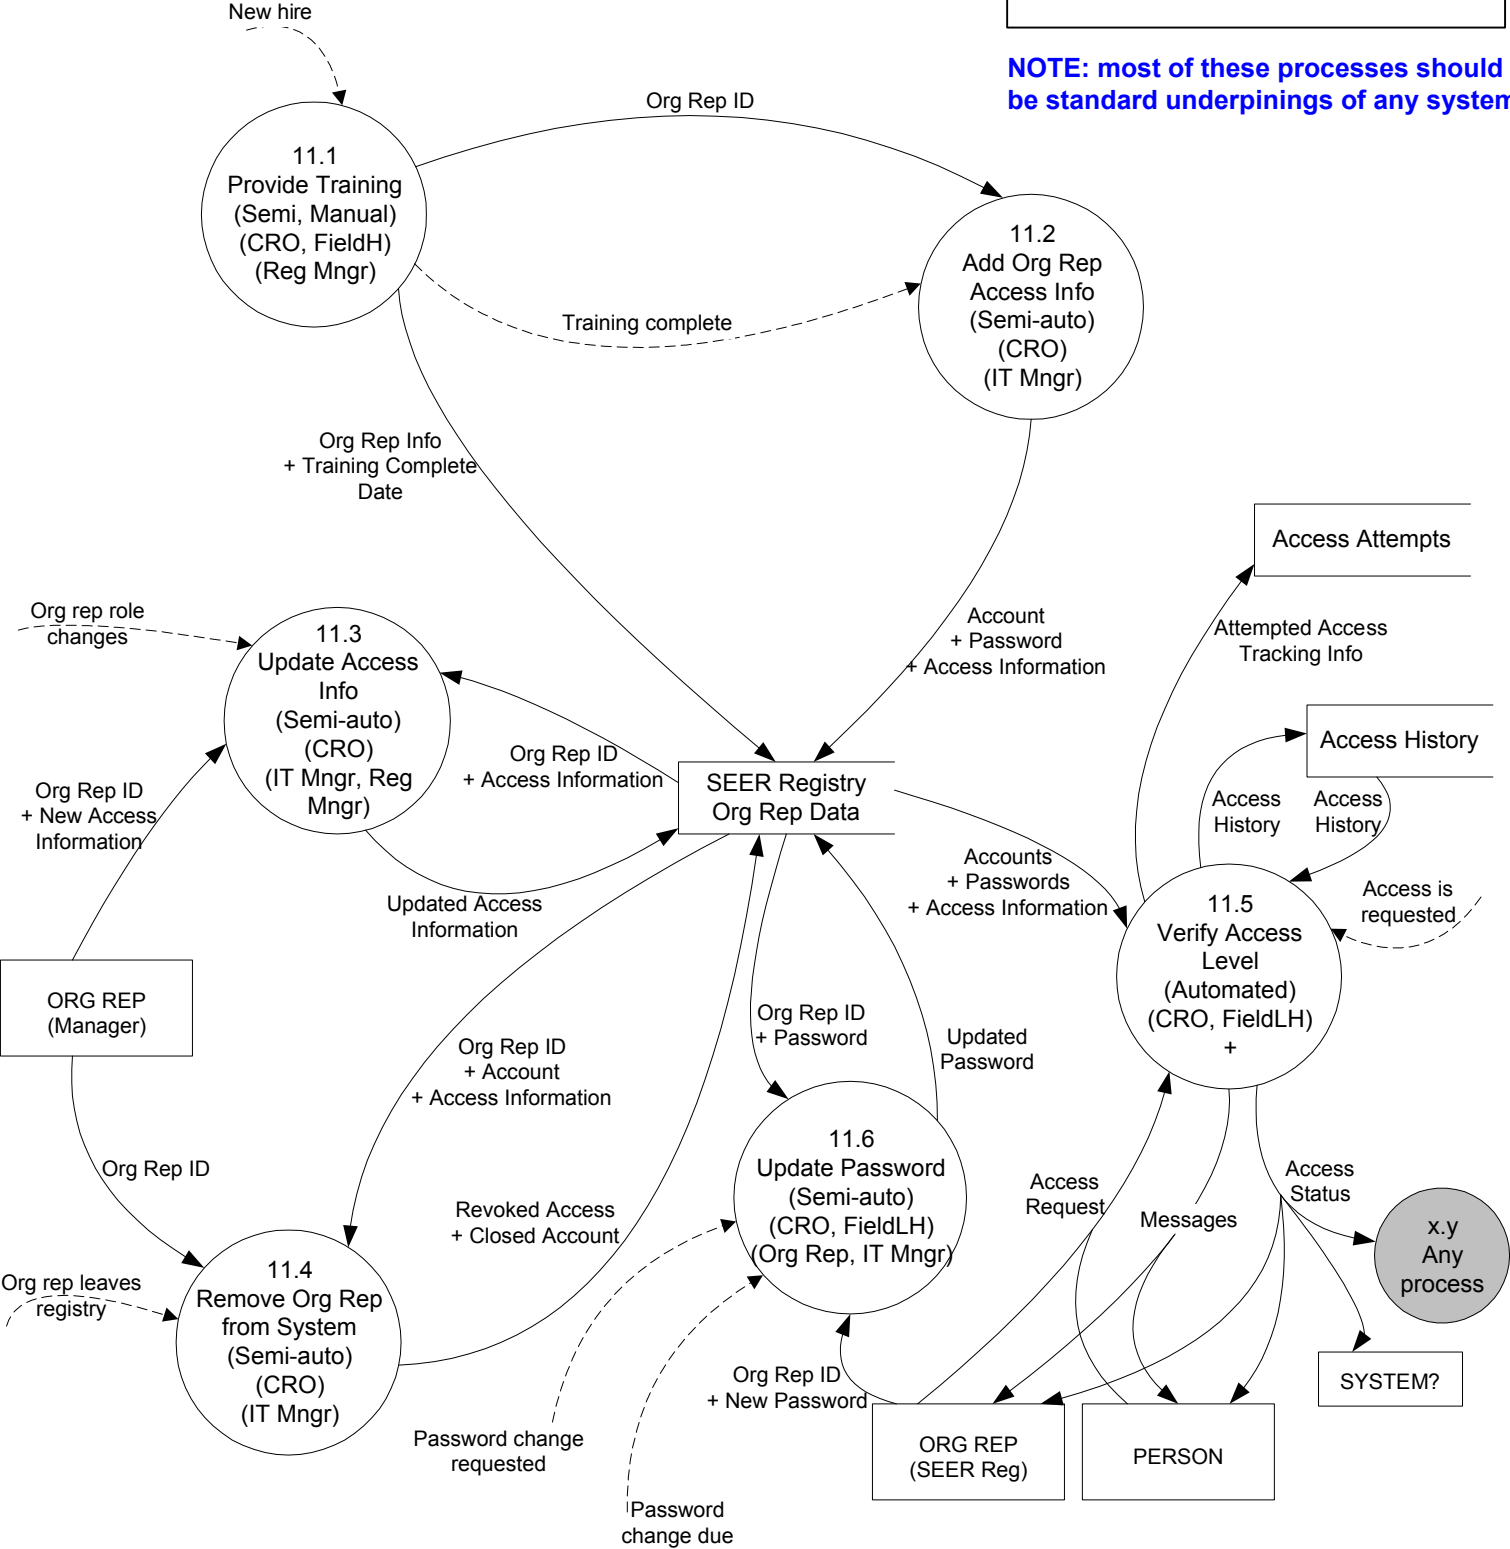 New hire
NOTE: most of these processes should
be standard underpinings of any system
Org Rep ID
11.1
Provide Training
(Semi, Manual)
(CRO, FieldH)
(Reg Mngr)
11.2
Add Org Rep
Access Info
(Semi-auto)
(CRO)
(IT Mngr)
Training complete
Org Rep Info
+ Training Complete
Date
Access Attempts
Account
+ Password
+ Access Information
Attempted Access
Tracking Info
Org rep role
changes
11.3
Update Access
Info
(Semi-auto)
(CRO)
(IT Mngr, Reg
Mngr)
Org Rep ID
+ Access Information
SEER Registry
Org Rep Data
Access History
Access
History
Access
History
Org Rep ID
+ New Access
Information
Updated Access
Information
Accounts
+ Passwords
+ Access Information
Access is
requested
11.5
Verify Access
Level
(Automated)
(CRO, FieldLH)
+
ORG REP
(Manager)
Org Rep ID
+ Account
+ Access Information
Org Rep ID
+ Password
Updated
Password
Org Rep ID
11.6
Update Password
(Semi-auto)
(CRO, FieldLH)
(Org Rep, IT Mngr)
Access
Request
Messages
Access
Status
x.y
Any
process
Revoked Access
+ Closed Account
Org rep leaves
registry
11.4
Remove Org Rep
from System
(Semi-auto)
(CRO)
(IT Mngr)
Org Rep ID
+ New Password
SYSTEM?
Password change
requested
ORG REP
(SEER Reg)
PERSON
Password
change due